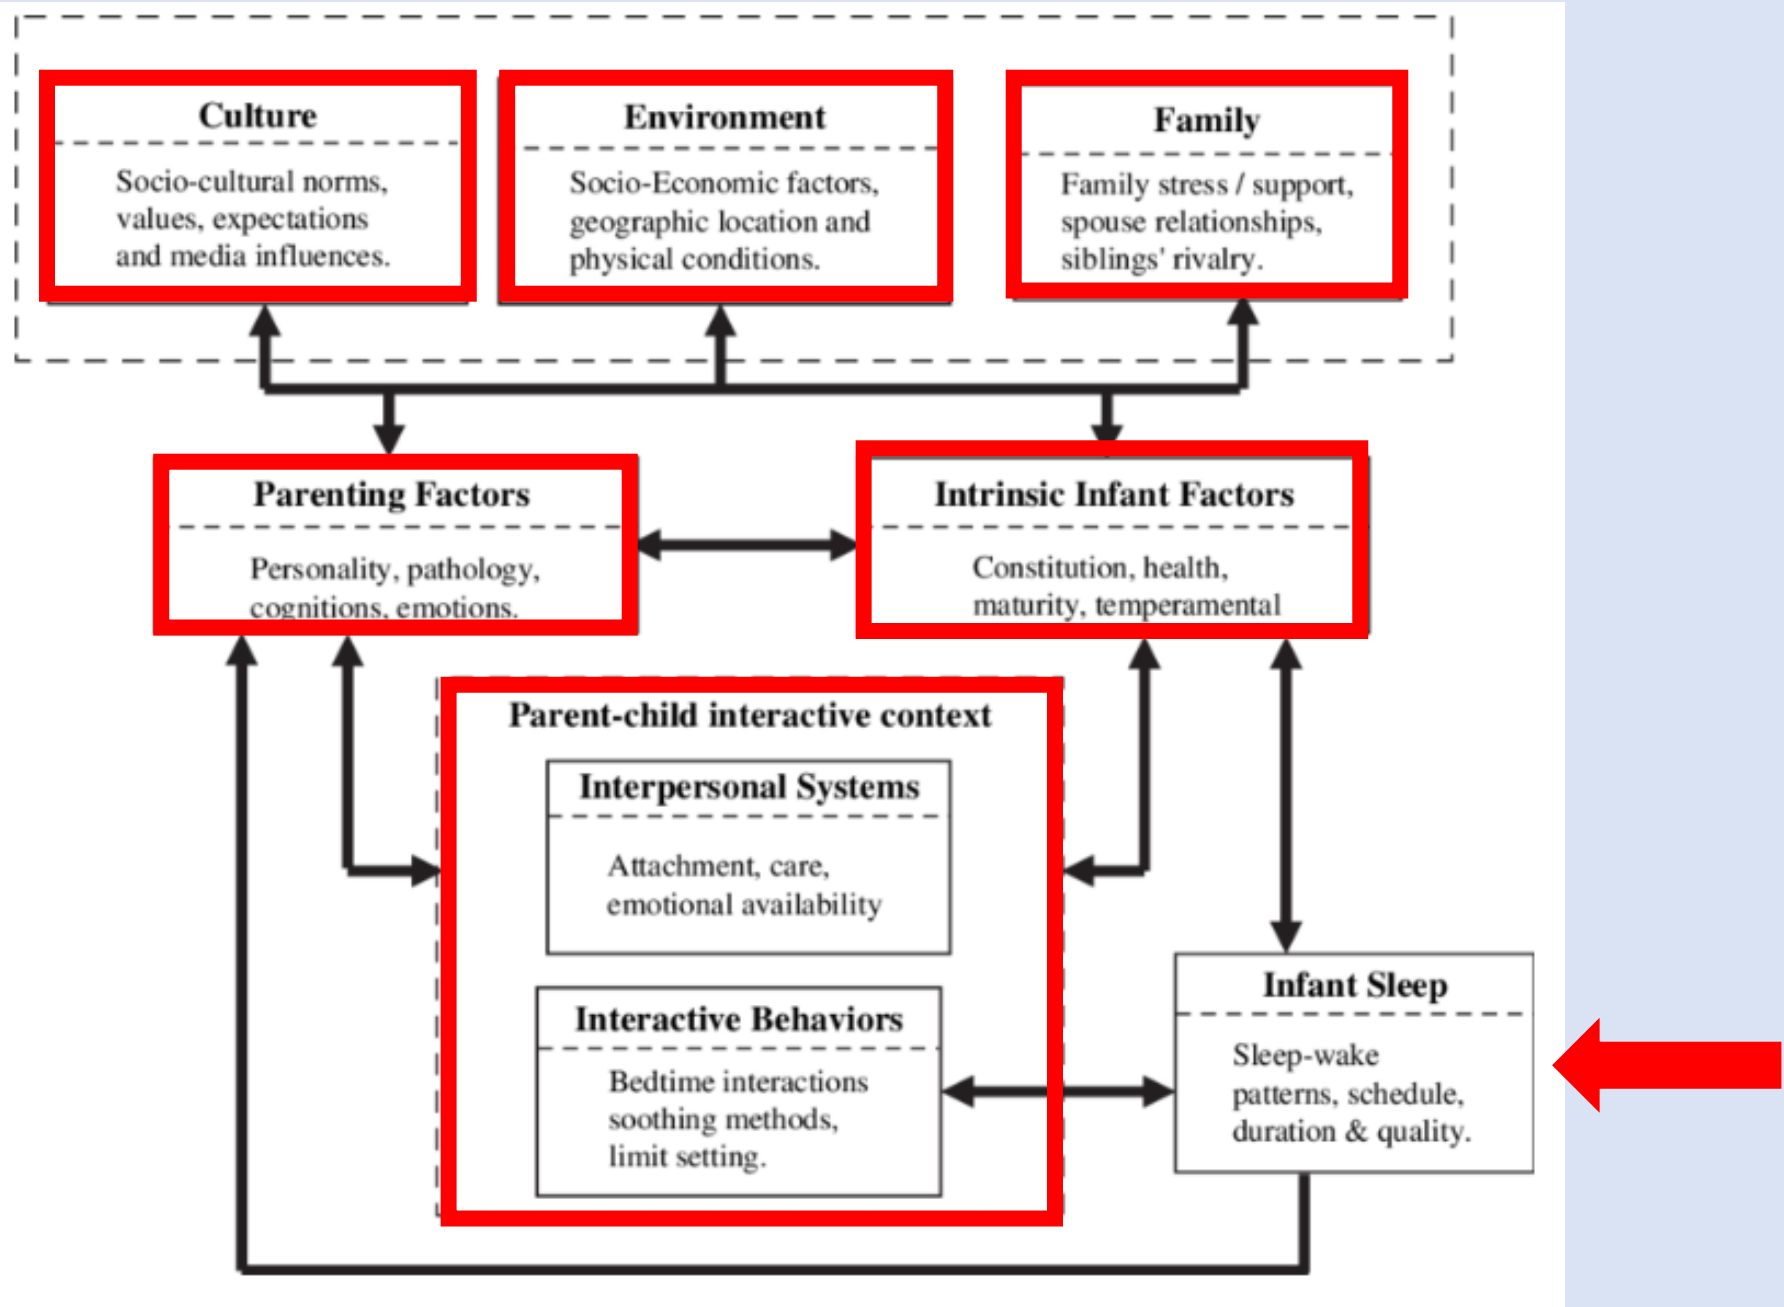 Culture
Socio-cultural norms,
values, expectations
and media influences.
Environment
Socio-Economic factors,
geographic location and
physical conditions.
Family
Family stress / support,
spouse relationships,
siblings' rivalry.
Parenting Factors
Personality, pathology,
cognitions, emotions.
Intrinsic Infant Factors
Constitution, health,
maturity, temperamental
Parent-child interactive context
Interpersonal Systems
Attachment, care,
emotional availability
Interactive Behaviors
Bedtime interactions
soothing methods,
limit setting.
Infant Sleep
Sleep-wake
patterns, schedule,
duration & quality.